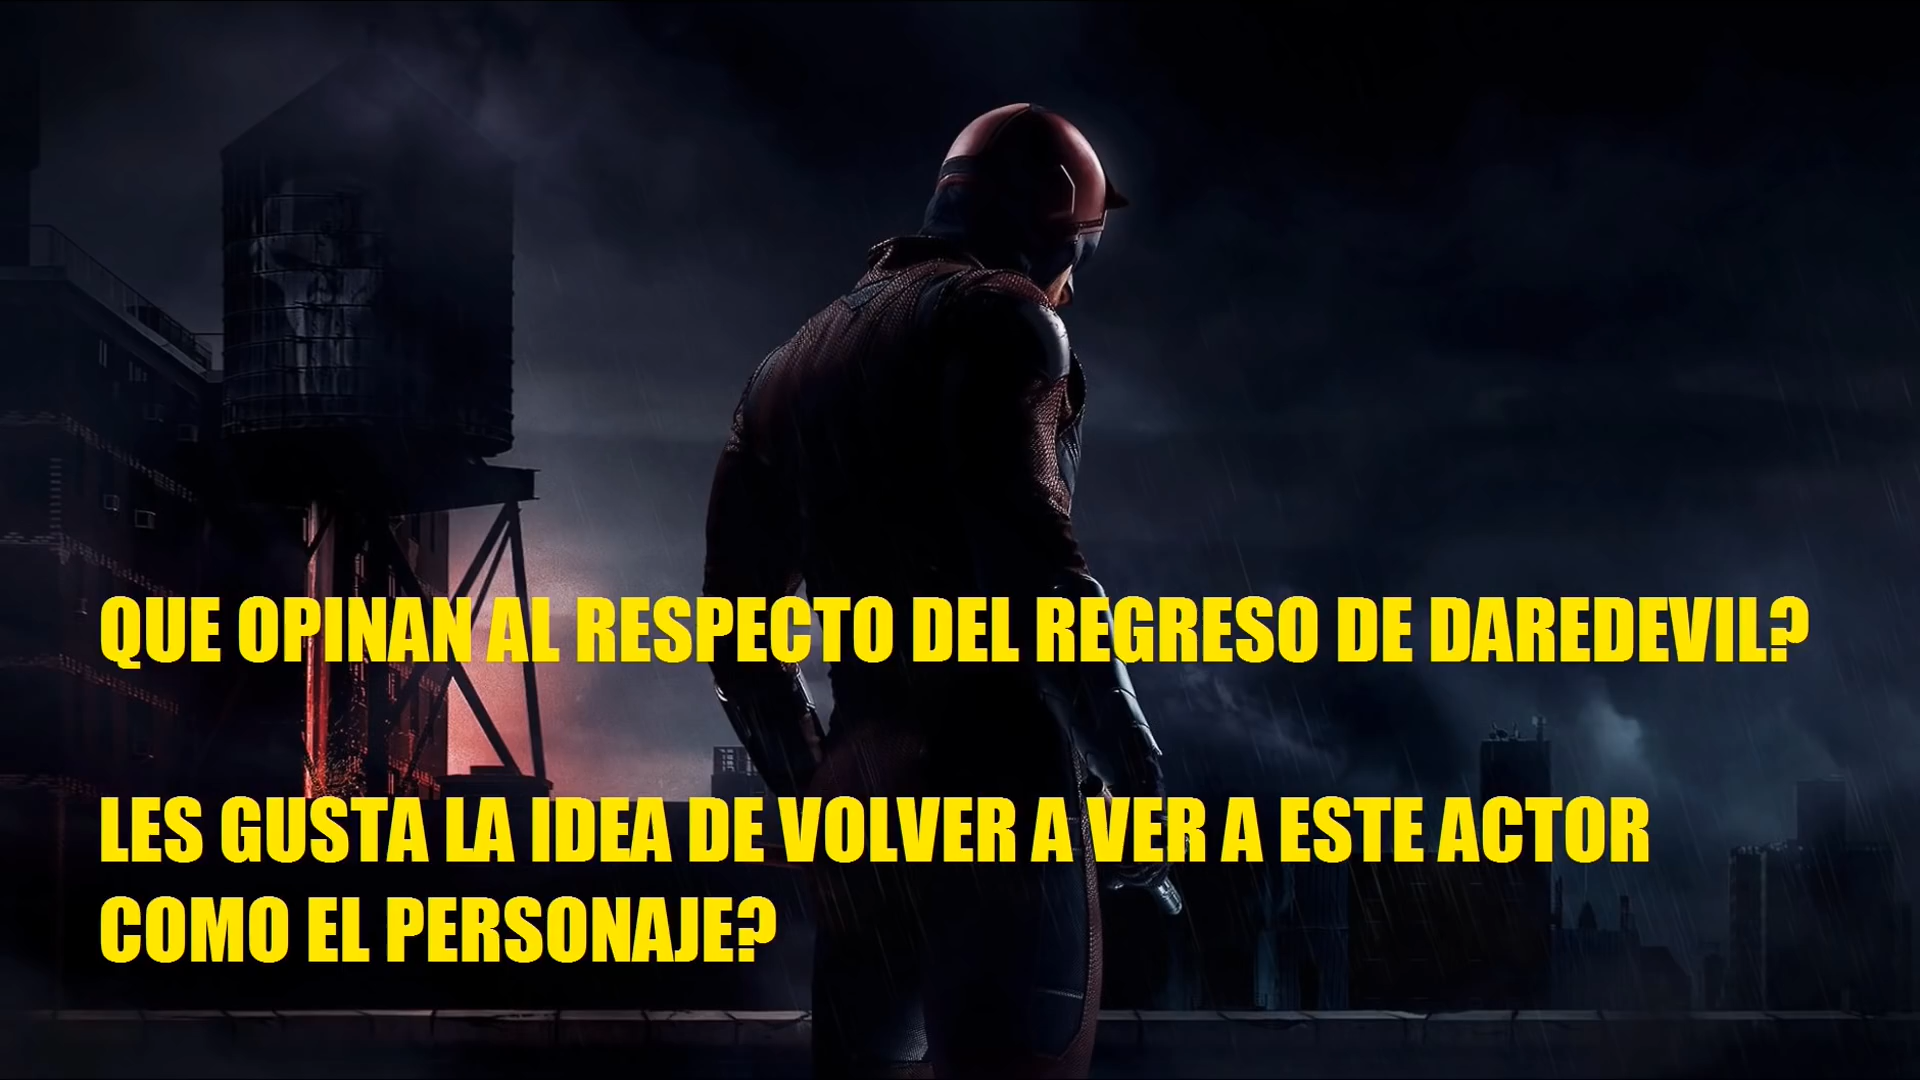 QUE OPINAN AL RESPECTO DEL REGRESO DE DAREDEVIL?
LES GUSTA LA IDEA DE VOLVER A VER A ESTE ACTOR
COMO EL PERSONAJE?